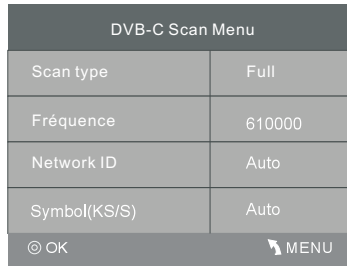 DVB-C Scan Menu
Scan type Full
Fréquence 610000
Network ID Auto
Symbol(KS/S) Auto
OK MENU